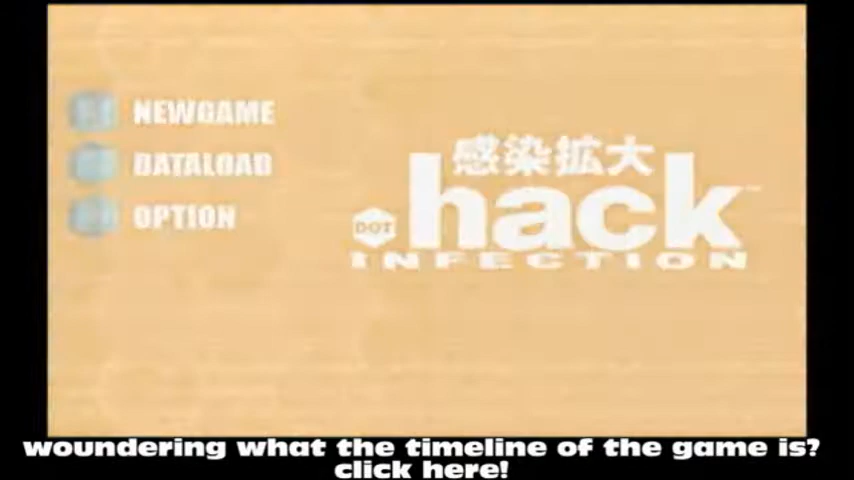 NEWGAME
DATALOAD
OPTION
感染拡大
DOT hack™
INFECTION
woundering what the timeline of the game is?
click here!